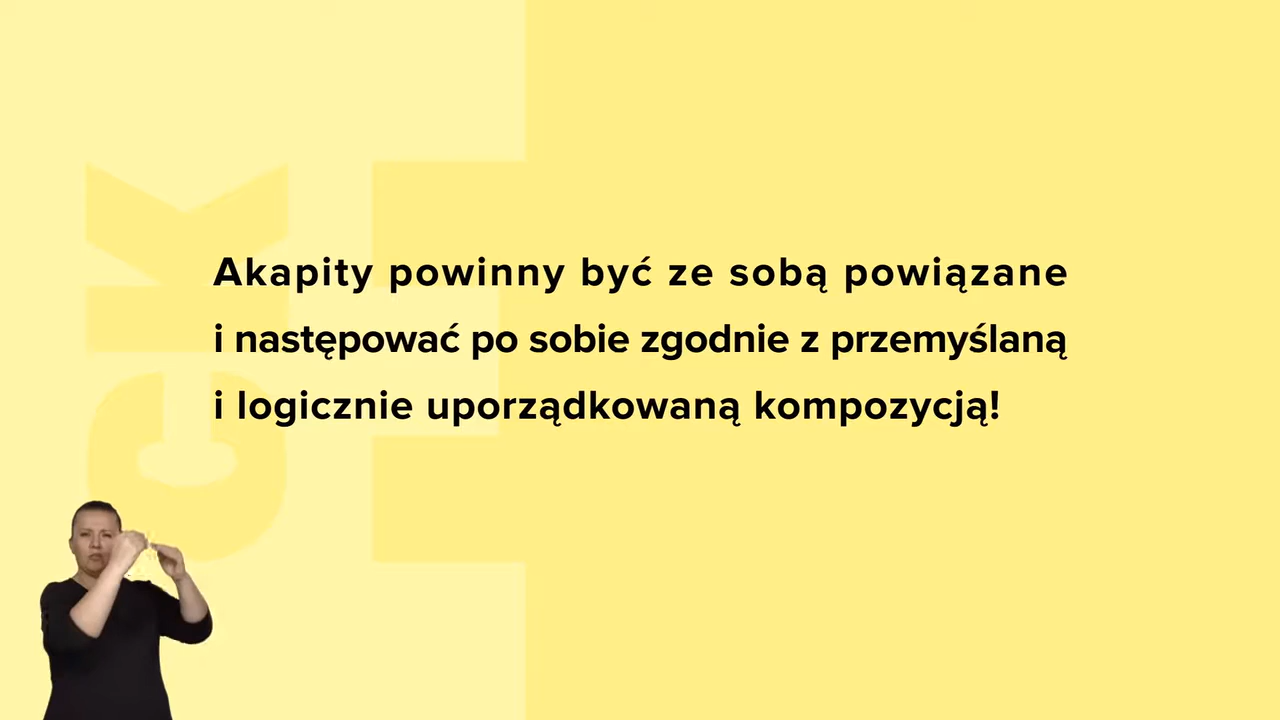 Akapity powinny być ze sobą powiązane
i następować po sobie zgodnie z przemyślaną
i logicznie uporządkowaną kompozycją!